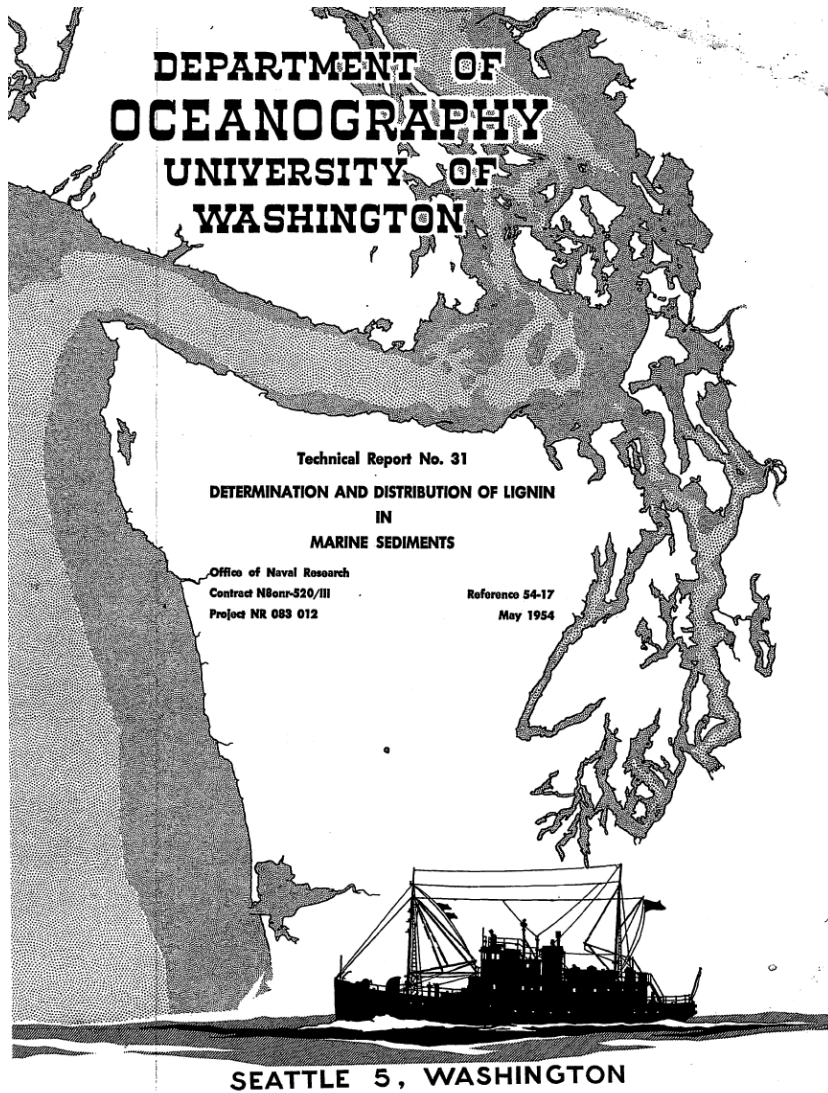 DEPARTMENT OF
OCEANOGRAPHY
UNIVERSITY OF
WASHINGTON
Technical Report No. 31
DETERMINATION AND DISTRIBUTION OF LIGNIN
IN
MARINE SEDIMENTS
Office of Naval Research
Contract N8onr-520/III Reference 54-17
Project NR 083 012 May 1954
SEATTLE 5, WASHINGTON